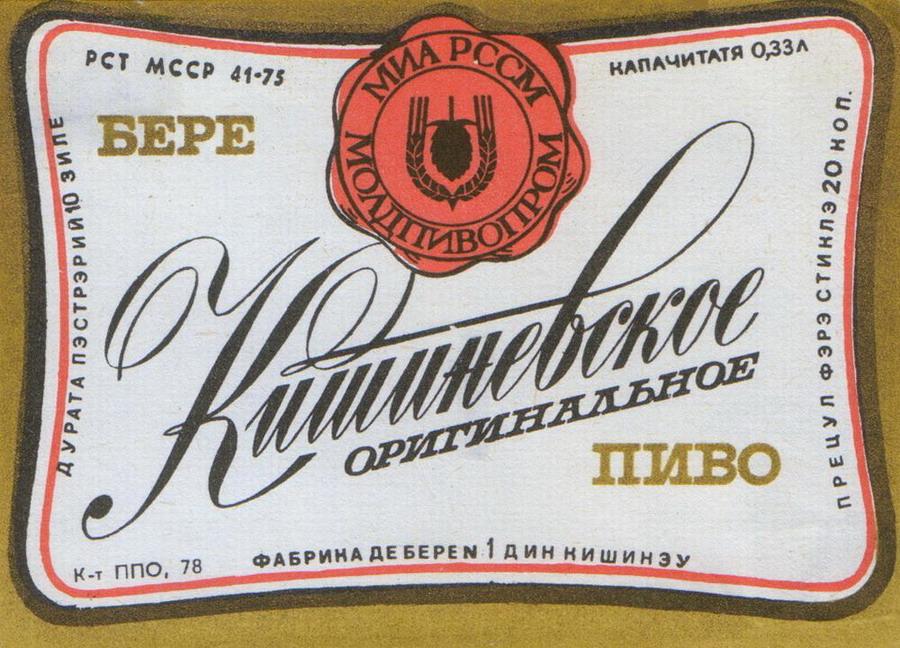 РСТ МССР 41-75
МИА РССМ
МОЛДПИВОПРОМ
КАПАЧИТАТЯ 0,33Л
БЕРЕ
ДУРАТА ПЭСТРЭРИЙ 10 ЗИЛЕ
ПРЕЦУЛ ФЭРЭ СТИКЛЭ 20 КОП.
Кишиневское
ОРИГИНАЛЬНОЕ
ПИВО
ФАБРИКА ДЕ БЕРЕ N 1 ДИН КИШИНЭУ
К-т ППО, 78